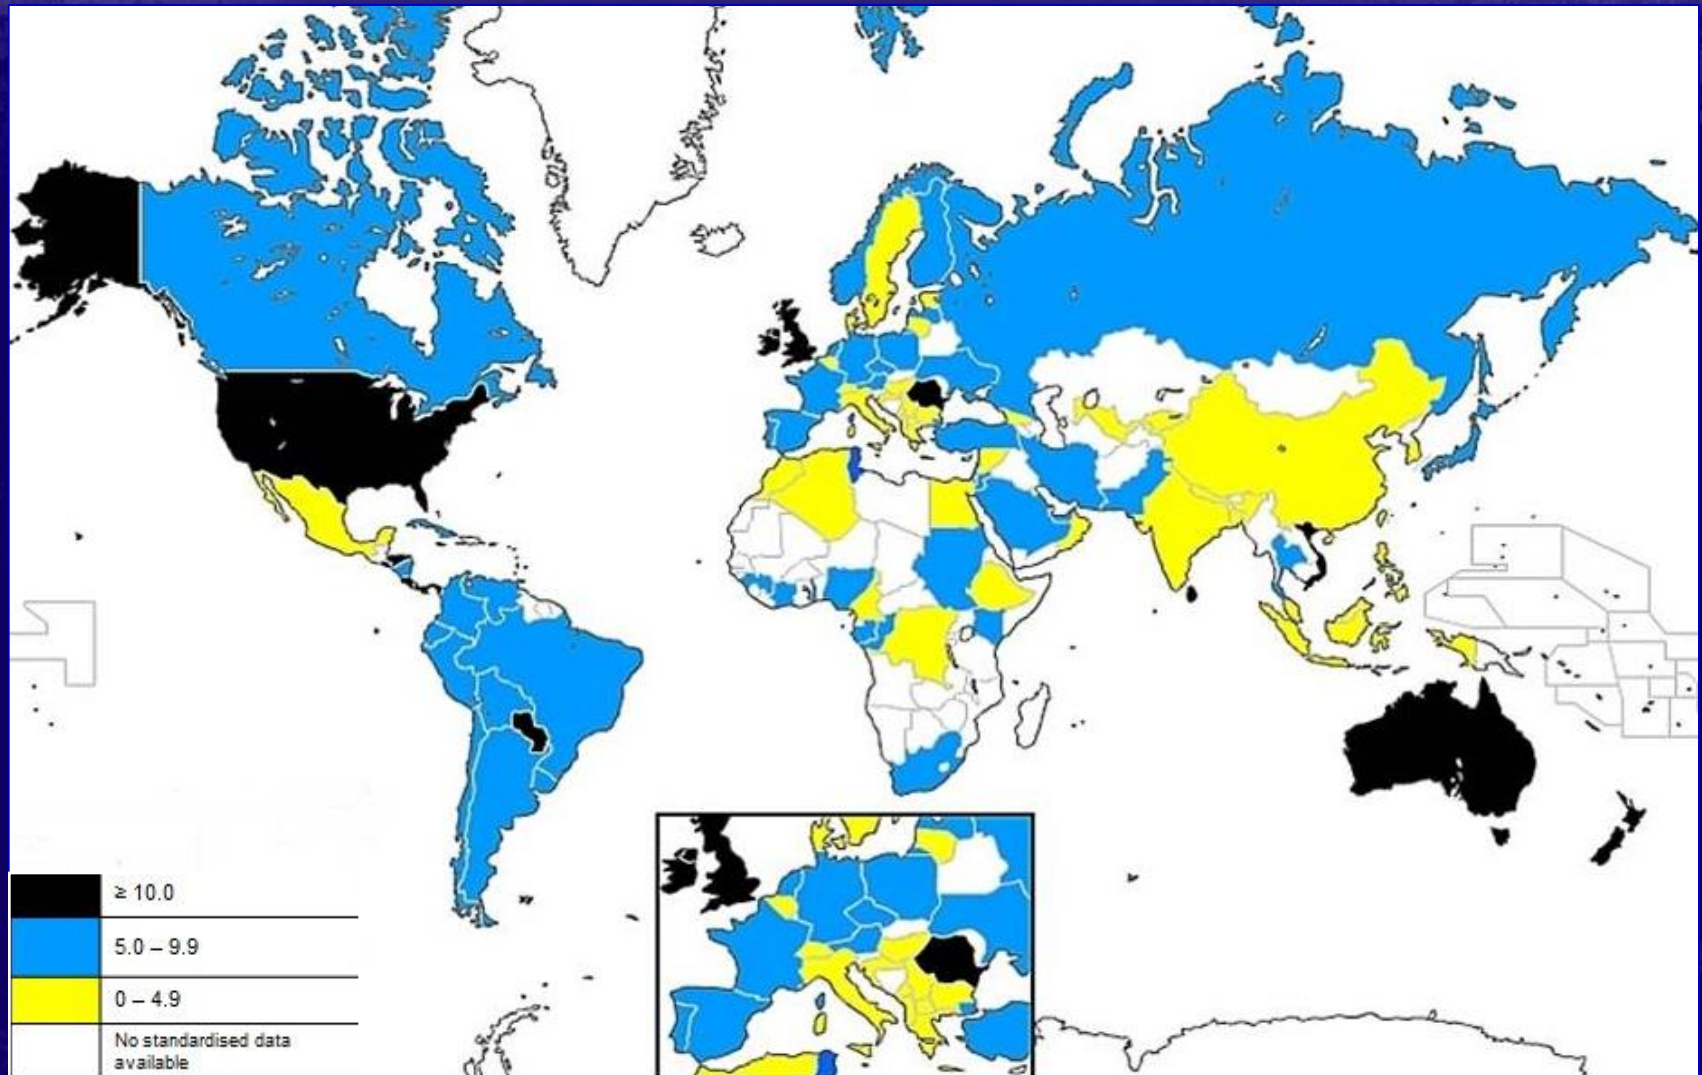 ≥ 10.0
5.0 – 9.9
0 – 4.9
No standardised data
available